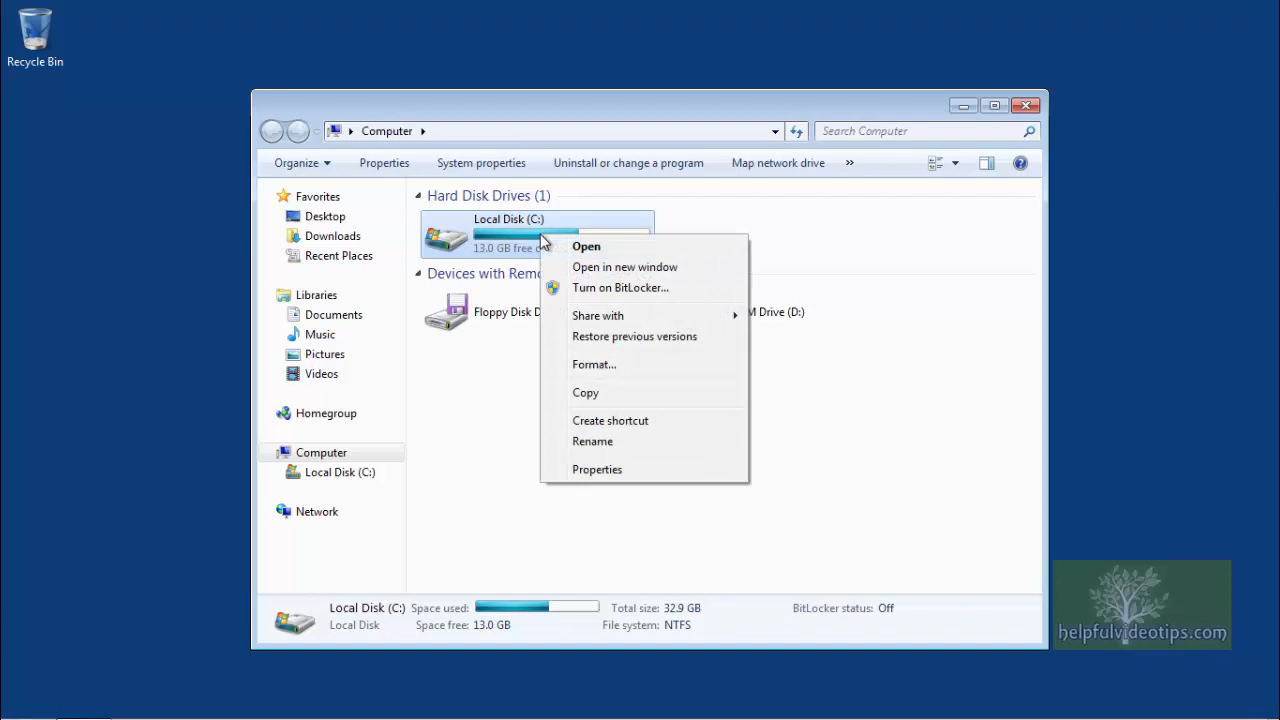 Recycle Bin
Computer
Search Computer
Organize
Properties
System properties
Uninstall or change a program
Map network drive
»
Favorites
Desktop
Downloads
Recent Places
Libraries
Documents
Music
Pictures
Videos
Homegroup
Computer
Local Disk (C:)
Network
Hard Disk Drives (1)
Local Disk (C:)
13.0 GB free
Devices with
Floppy Disk
(D:)
Open
Open in new window
Turn on BitLocker...
Share with
Restore previous versions
Format...
Copy
Create shortcut
Rename
Properties
Local Disk (C:) Space used: Total size: 32.9 GB BitLocker status: Off
Local Disk Space free: 13.0 GB File system: NTFS
helpfulvideotips.com